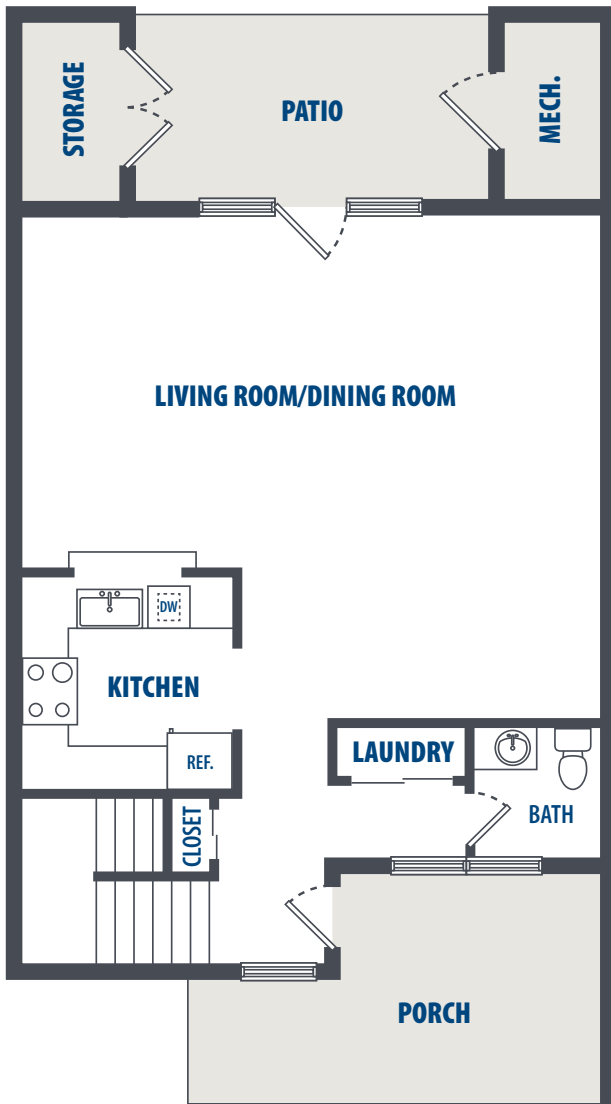 STORAGE
PATIO
MECH.
LIVING ROOM/DINING ROOM
DW
KITCHEN
REF.
LAUNDRY
CLOSET
BATH
PORCH